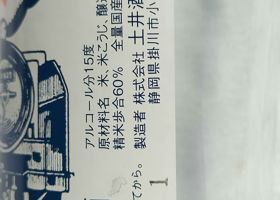 アルコール分15度
原材料名 米、米こうじ、醸造
精米歩合60% 全量国産
製造者 株式会社 土井酒
静岡県掛川市小
てから。
1